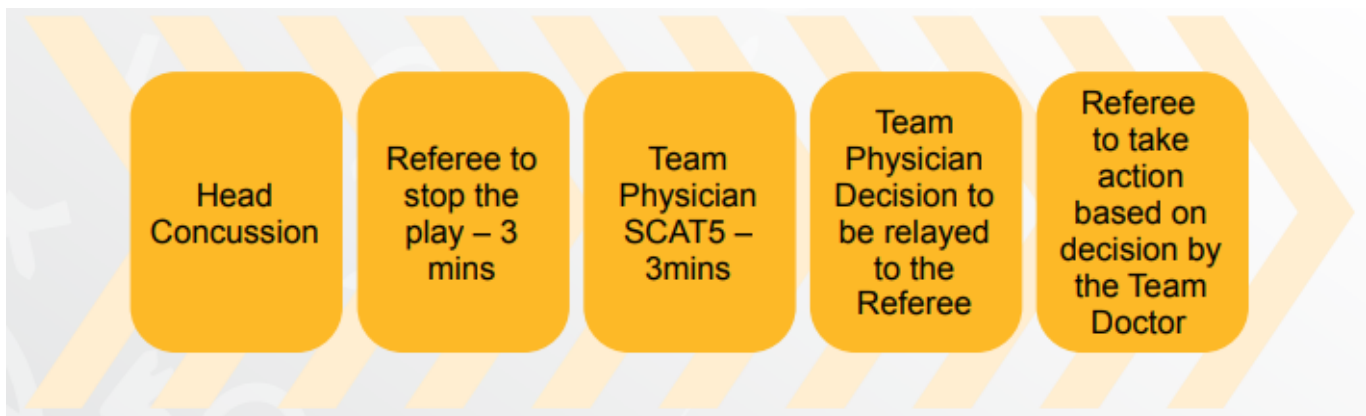 Head
Concussion
Referee to
stop the
play – 3
mins
Team
Physician
SCAT5 –
3mins
Team
Physician
Decision to
be relayed
to the
Referee
Referee
to take
action
based on
decision by
the Team
Doctor